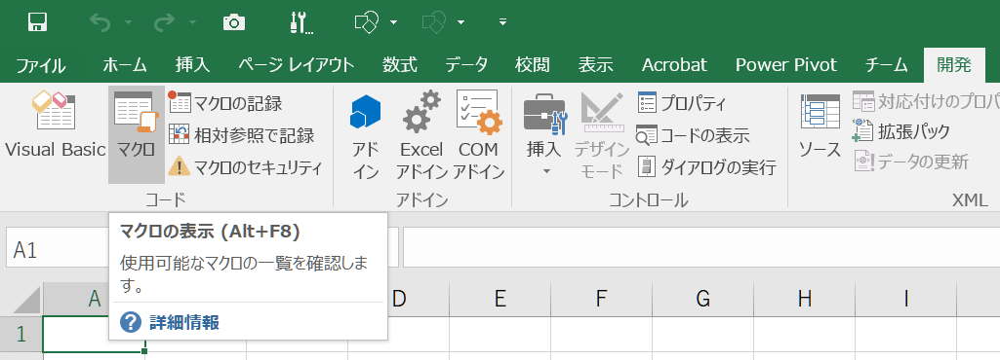 ファイル ホーム 挿入 ページ レイアウト 数式 データ 校閲 表示 Acrobat Power Pivot チーム 開発
Visual Basic
マクロ
マクロの記録
相対参照で記録
マクロのセキュリティ
コード
アド
イン
Excel
アドイン
COM
アドイン
アドイン
挿入
デザイン
モード
プロパティ
コードの表示
ダイアログの実行
コントロール
ソース
対応付けのプロパ
拡張パック
データの更新
XML
マクロの表示 (Alt+F8)
使用可能なマクロの一覧を確認しま
す。
詳細情報
A1
A D E F G H I
1